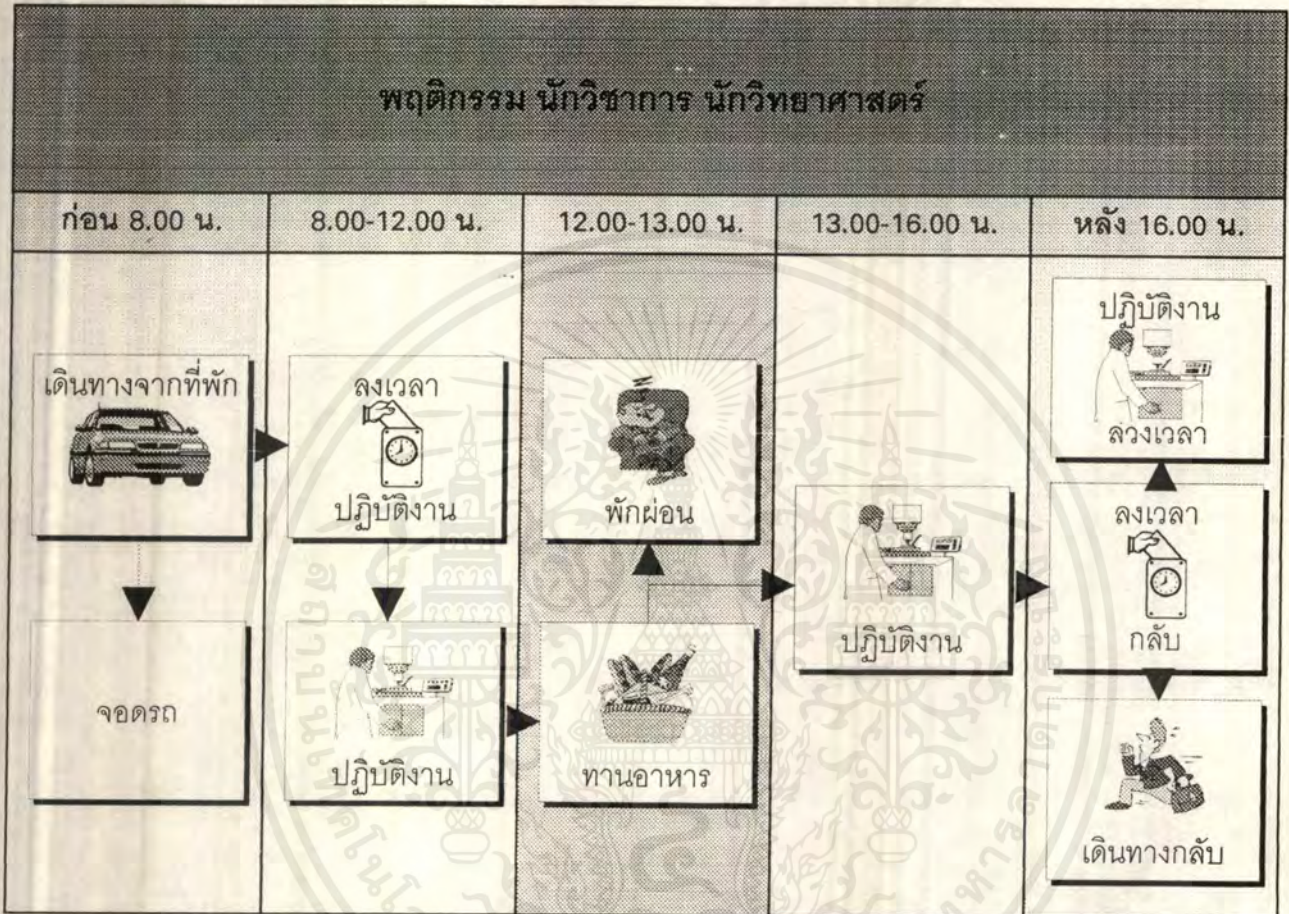 พฤติกรรม นักวิชาการ นักวิทยาศาสตร์
ก่อน 8.00 น.
8.00-12.00 น.
12.00-13.00 น.
13.00-16.00 น.
หลัง 16.00 น.
เดินทางจากที่พัก
จอดรถ
ลงเวลา
ปฏิบัติงาน
ปฏิบัติงาน
พักผ่อน
ทานอาหาร
ปฏิบัติงาน
ปฏิบัติงาน
ล่วงเวลา
ลงเวลา
กลับ
เดินทางกลับ